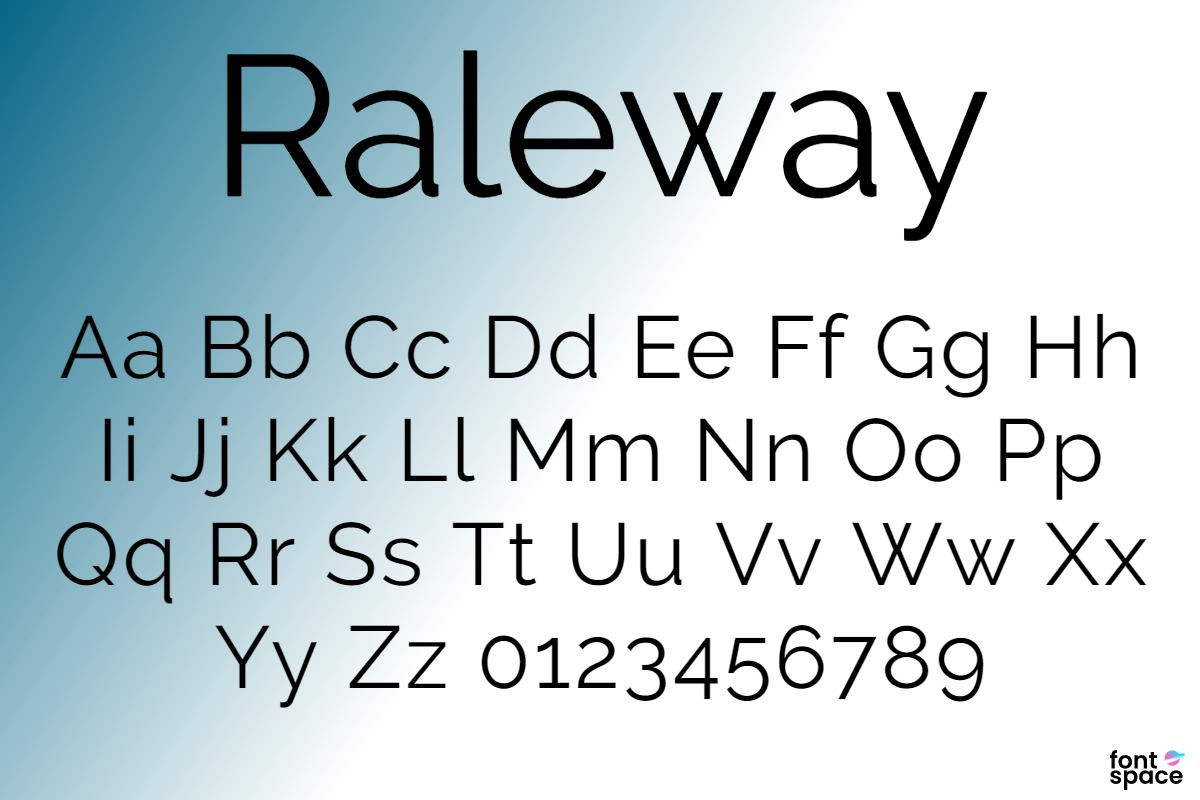 Raleway
Aa Bb Cc Dd Ee Ff Gg Hh
Ii Jj Kk Ll Mm Nn Oo Pp
Qq Rr Ss Tt Uu Vv Ww Xx
Yy Zz 0123456789
font
space